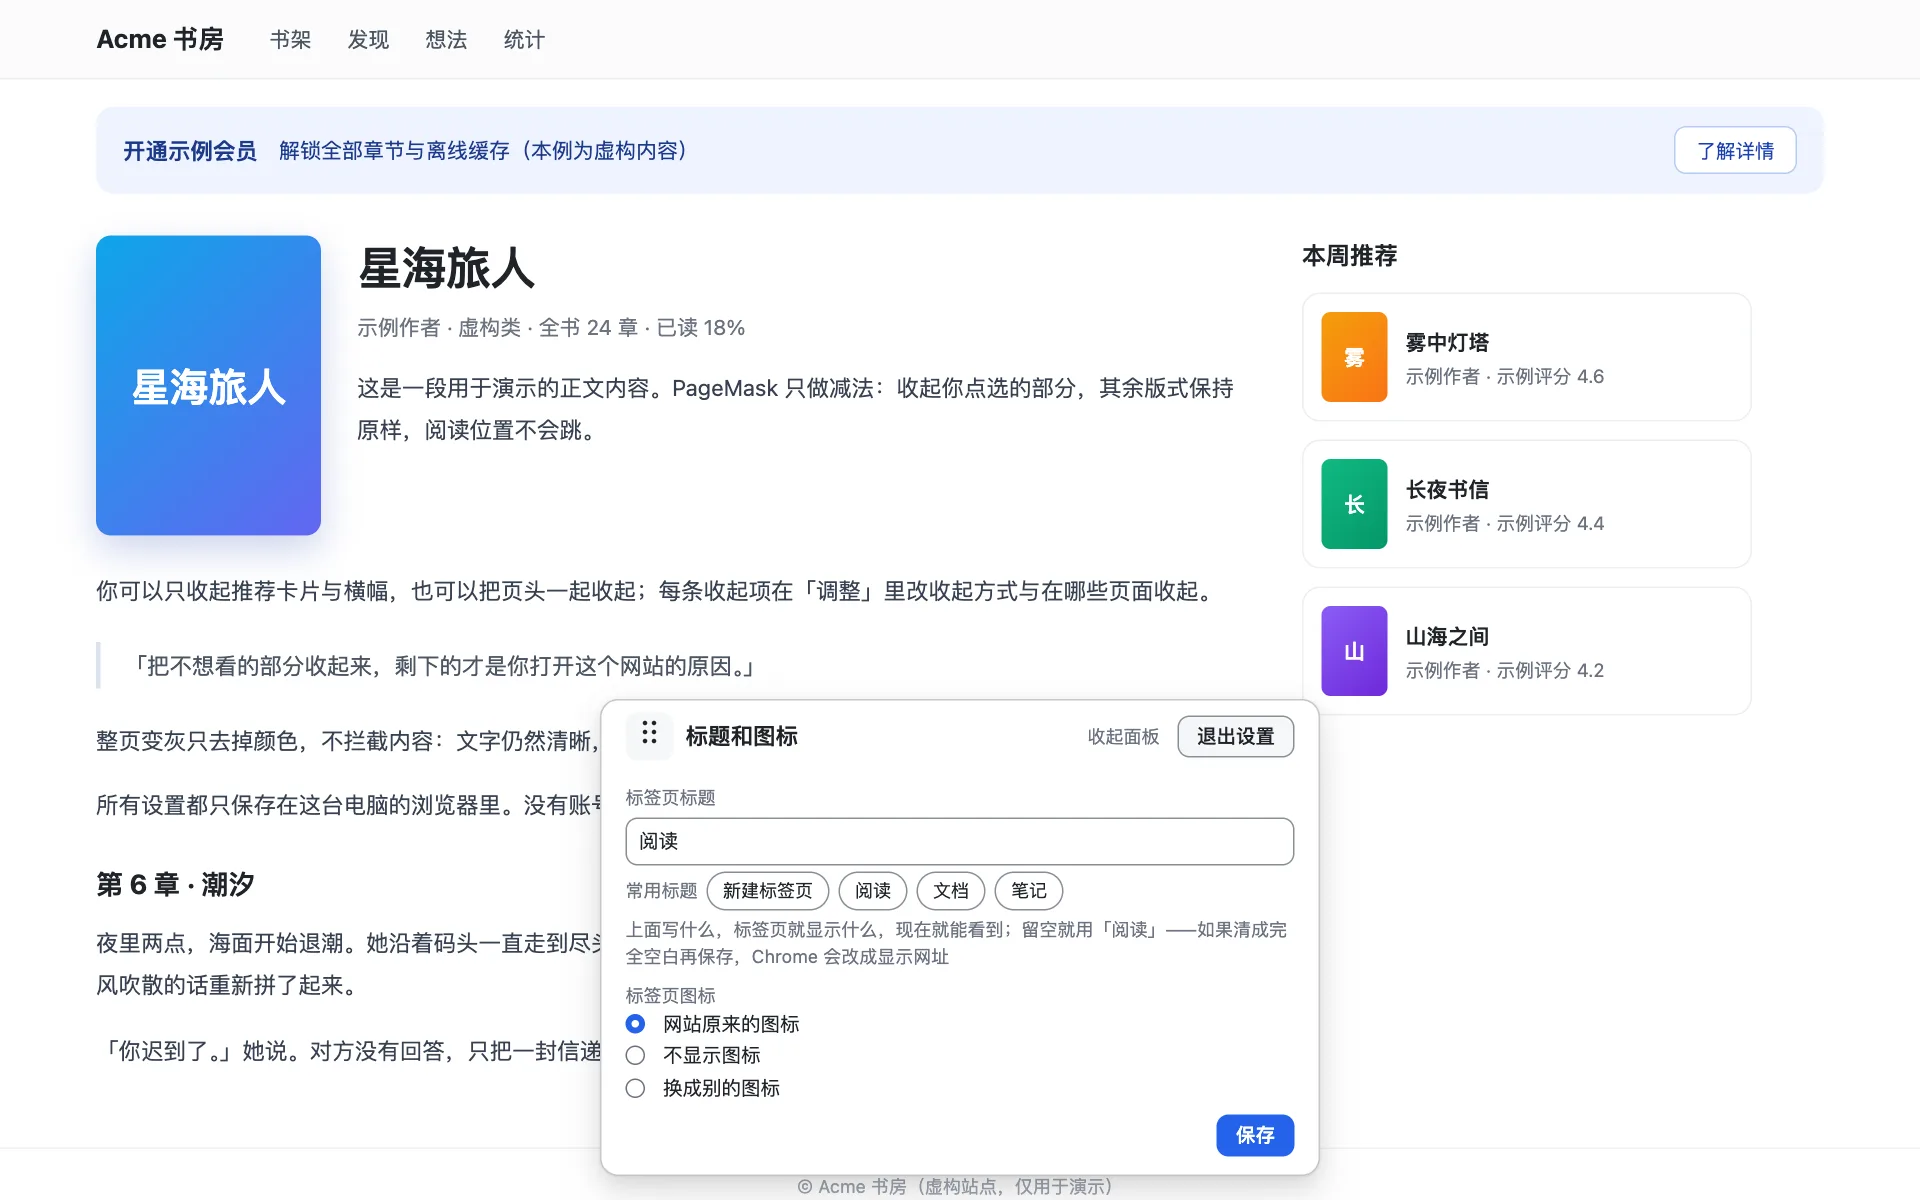 Acme 书房
书架
发现
想法
统计
开通示例会员
解锁全部章节与离线缓存（本例为虚构内容）
了解详情
星海旅人
星海旅人
示例作者 · 虚构类 · 全书 24 章 · 已读 18%
这是一段用于演示的正文内容。PageMask 只做减法：收起你点选的部分，其余版式保持
原样，阅读位置不会跳。
你可以只收起推荐卡片与横幅，也可以把页头一起收起；每条收起项在「调整」里改收起方式与在哪些页面收起。
「把不想看的部分收起来，剩下的才是你打开这个网站的原因。」
整页变灰只去掉颜色，不拦截内容：文字仍然清晰，
所有设置都只保存在这台电脑的浏览器里。没有账
第 6 章 · 潮汐
夜里两点，海面开始退潮。她沿着码头一直走到尽
风吹散的话重新拼了起来。
「你迟到了。」她说。对方没有回答，只把一封信递
本周推荐
雾
雾中灯塔
示例作者 · 示例评分 4.6
长
长夜书信
示例作者 · 示例评分 4.4
山
山海之间
示例作者 · 示例评分 4.2
标题和图标
收起面板
退出设置
标签页标题
阅读
常用标题
新建标签页
阅读
文档
笔记
上面写什么，标签页就显示什么，现在就能看到；留空就用「阅读」——如果清成完
全空白再保存，Chrome 会改成显示网址
标签页图标
网站原来的图标
不显示图标
换成别的图标
保存
© Acme 书房（虚构站点，仅用于演示）